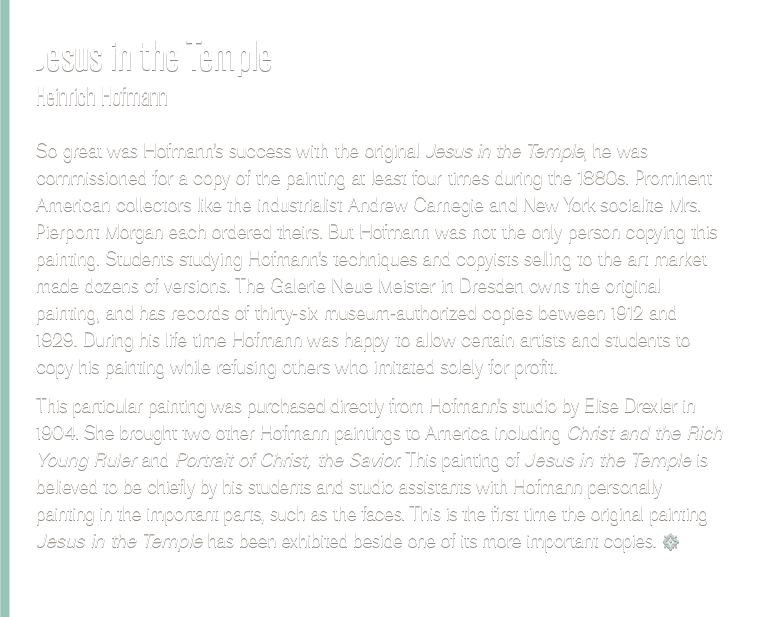 Jesus in the Temple
Heinrich Hofmann
So great was Hofmann's success with the original Jesus in the Temple, he was
commissioned for a copy of the painting at least four times during the 1880s. Prominent
American collectors like the industrialist Andrew Carnegie and New York socialite Mrs.
Pierpont Morgan each ordered theirs. But Hofmann was not the only person copying this
painting. Students studying Hofmann's techniques and copyists selling to the art market
made dozens of versions. The Galerie Neue Meister in Dresden owns the original
painting, and has records of thirty-six museum-authorized copies between 1912 and
1929. During his life time Hofmann was happy to allow certain artists and students to
copy his painting while refusing others who imitated solely for profit.
This particular painting was purchased directly from Hofmann's studio by Elise Drexler in
1904. She brought two other Hofmann paintings to America including Christ and the Rich
Young Ruler and Portrait of Christ, the Savior. This painting of Jesus in the Temple is
believed to be chiefly by his students and studio assistants with Hofmann personally
painting in the important parts, such as the faces. This is the first time the original painting
Jesus in the Temple has been exhibited beside one of its more important copies.